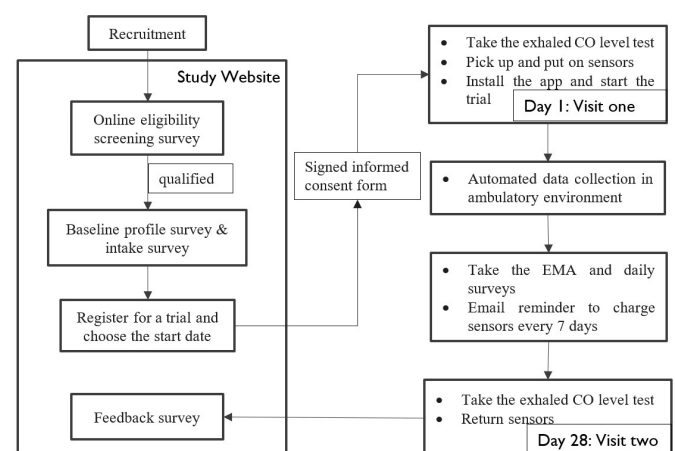 Recruitment
Study Website
Online eligibility
screening survey
qualified
Baseline profile survey &
intake survey
Register for a trial and
choose the start date
Signed informed
consent form
• Take the exhaled CO level test
• Pick up and put on sensors
• Install the app and start the
trial
Day 1: Visit one
• Automated data collection in
ambulatory environment
• Take the EMA and daily
surveys
• Email reminder to charge
sensors every 7 days
• Take the exhaled CO level test
• Return sensors
Day 28: Visit two
Feedback survey